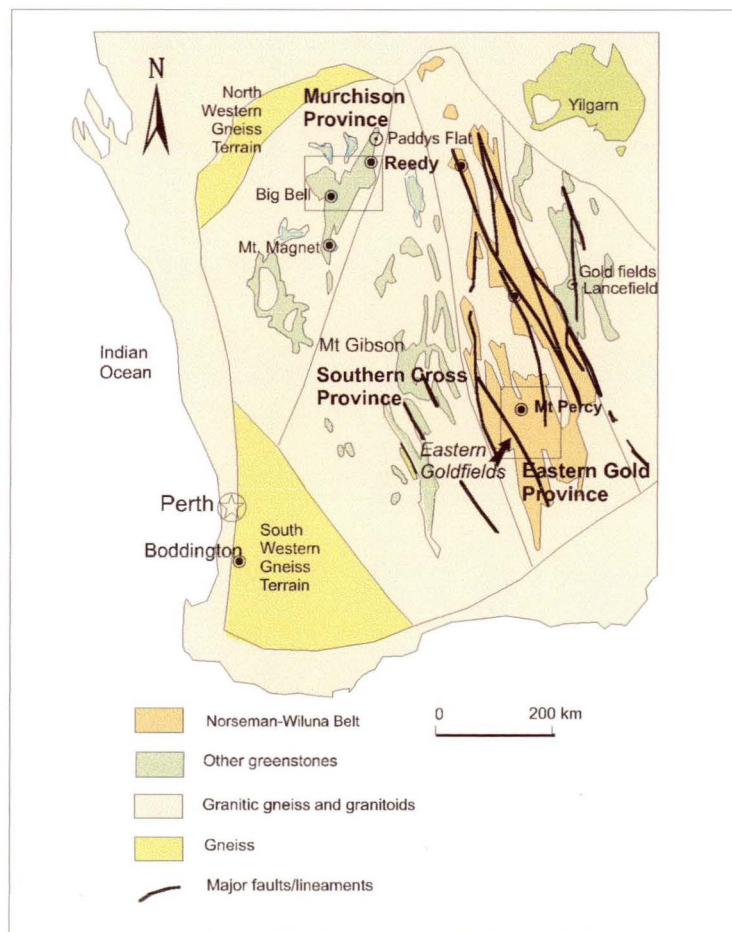 N
North
Western
Gneiss
Terrain
Murchison
Province
Yilgarn
Paddys Flat
Reedy
Big Bell
Mt. Magnet
Gold fields
Lancefield
Indian
Ocean
Mt Gibson
Southern Cross
Province
Mt Percy
Eastern
Goldfields
Eastern Gold
Province
Perth
Boddington
South
Western
Gneiss
Terrain
Norseman-Wiluna Belt
0 200 km
Other greenstones
Granitic gneiss and granitoids
Gneiss
Major faults/lineaments